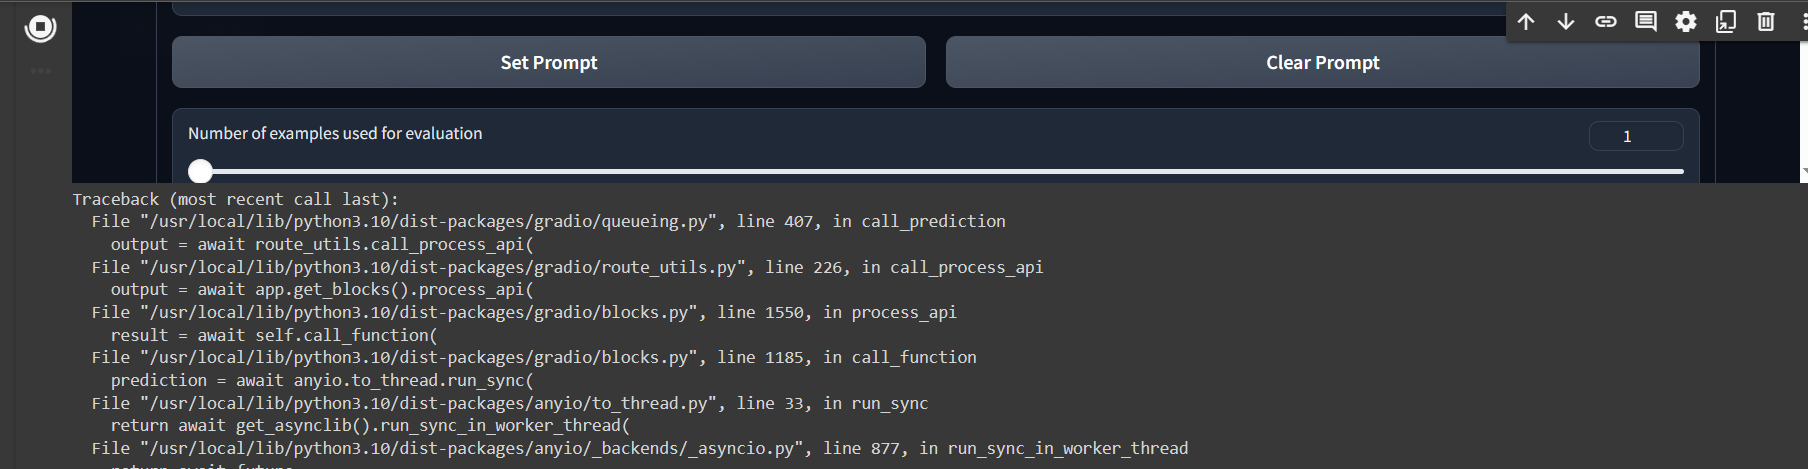 Set Prompt
Clear Prompt
Number of examples used for evaluation
1
Traceback (most recent call last):
  File "/usr/local/lib/python3.10/dist-packages/gradio/queueing.py", line 407, in call_prediction
    output = await route_utils.call_process_api(
  File "/usr/local/lib/python3.10/dist-packages/gradio/route_utils.py", line 226, in call_process_api
    output = await app.get_blocks().process_api(
  File "/usr/local/lib/python3.10/dist-packages/gradio/blocks.py", line 1550, in process_api
    result = await self.call_function(
  File "/usr/local/lib/python3.10/dist-packages/gradio/blocks.py", line 1185, in call_function
    prediction = await anyio.to_thread.run_sync(
  File "/usr/local/lib/python3.10/dist-packages/anyio/to_thread.py", line 33, in run_sync
    return await get_asynclib().run_sync_in_worker_thread(
  File "/usr/local/lib/python3.10/dist-packages/anyio/_backends/_asyncio.py", line 877, in run_sync_in_worker_thread